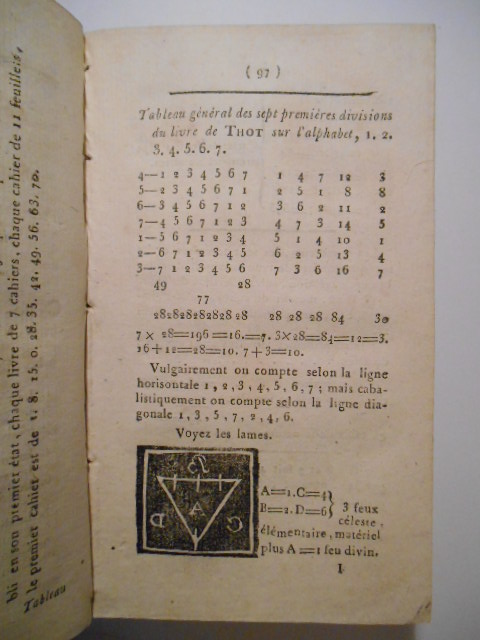 bli en son premier état, chaque livre de 7 cahiers, chaque cahier de 11 feuillets,
le premier cahier est de 1. 8. 15. 0. 28. 35. 42. 49. 56. 63. 70.
Tableau
( 97 )
Tableau général des sept premières divisions
du livre de THOT sur l'alphabet, 1. 2.
3. 4. 5. 6. 7.
4—1 2 3 4 5 6 7 1 4 7 12 3
5—2 3 4 5 6 7 1 2 5 1 8 8
6—3 4 5 6 7 1 2 3 6 2 11 2
7—4 5 6 7 1 2 3 4 7 3 14 5
1—5 6 7 1 2 3 4 5 1 4 10 1
2—6 7 1 2 3 4 5 6 2 5 13 4
3—7 1 2 3 4 5 6 7 3 6 16 7
49 28
77
28282828282828 28 28 28 84 30
7 × 28=196=16.=7. 3×28=84=12=3.
16+12=28=10. 7+3=10.
Vulgairement on compte selon la ligne
horisontale 1, 2, 3, 4, 5, 6, 7 ; mais caba-
listiquement on compte selon la ligne dia-
gonale 1, 3, 5, 7, 2, 4, 6.
Voyez les lames.
A
D
C
A=1. C=4
B=2. D=6
3 feux
céleste,
élémentaire, matériel
plus A=1 feu divin.
I